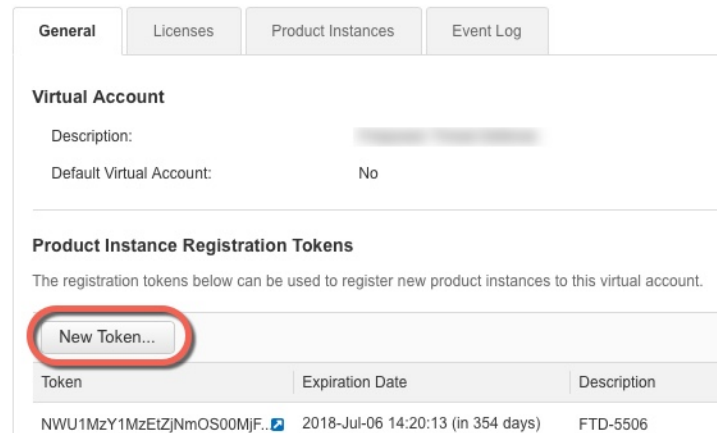 General Licenses Product Instances Event Log
Virtual Account
Description:
Default Virtual Account: No
Product Instance Registration Tokens
The registration tokens below can be used to register new product instances to this virtual account.
New Token...
Token Expiration Date Description
NWU1MzY1MzEtZjNmOS00MjF.. 2018-Jul-06 14:20:13 (in 354 days) FTD-5506